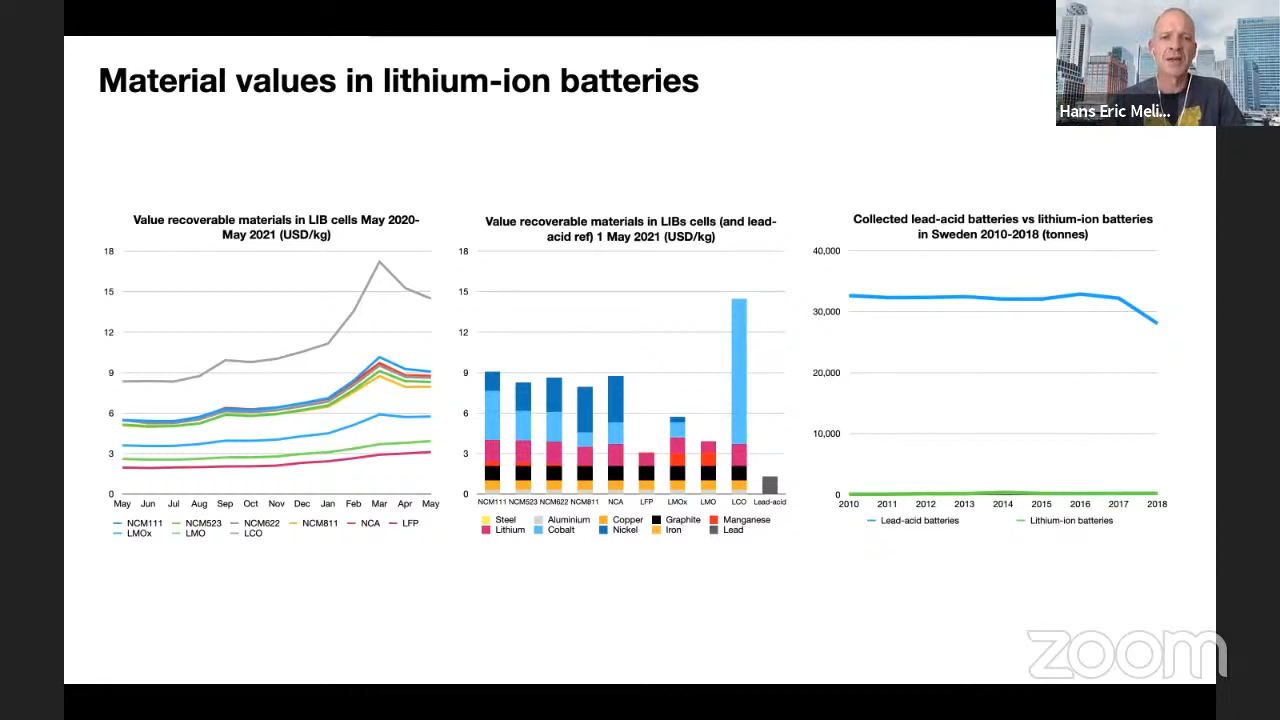 Material values in lithium-ion batteries
Hans Eric Meli...
Value recoverable materials in LIB cells May 2020-
May 2021 (USD/kg)
18
15
12
9
6
3
0
May Jun Jul Aug Sep Oct Nov Dec Jan Feb Mar Apr May
NCM111 NCM523 NCM622 NCM811 NCA LFP
LMOx LMO LCO
Value recoverable materials in LIBs cells (and lead-
acid ref) 1 May 2021 (USD/kg)
18
15
12
9
6
3
0
NCM111 NCM523 NCM622 NCM811 NCA LFP LMOx LMO LCO Lead-acid
Steel Aluminium Copper Graphite Manganese
Lithium Cobalt Nickel Iron Lead
Collected lead-acid batteries vs lithium-ion batteries
in Sweden 2010-2018 (tonnes)
40,000
30,000
20,000
10,000
0
2010 2011 2012 2013 2014 2015 2016 2017 2018
Lead-acid batteries Lithium-ion batteries
zoom